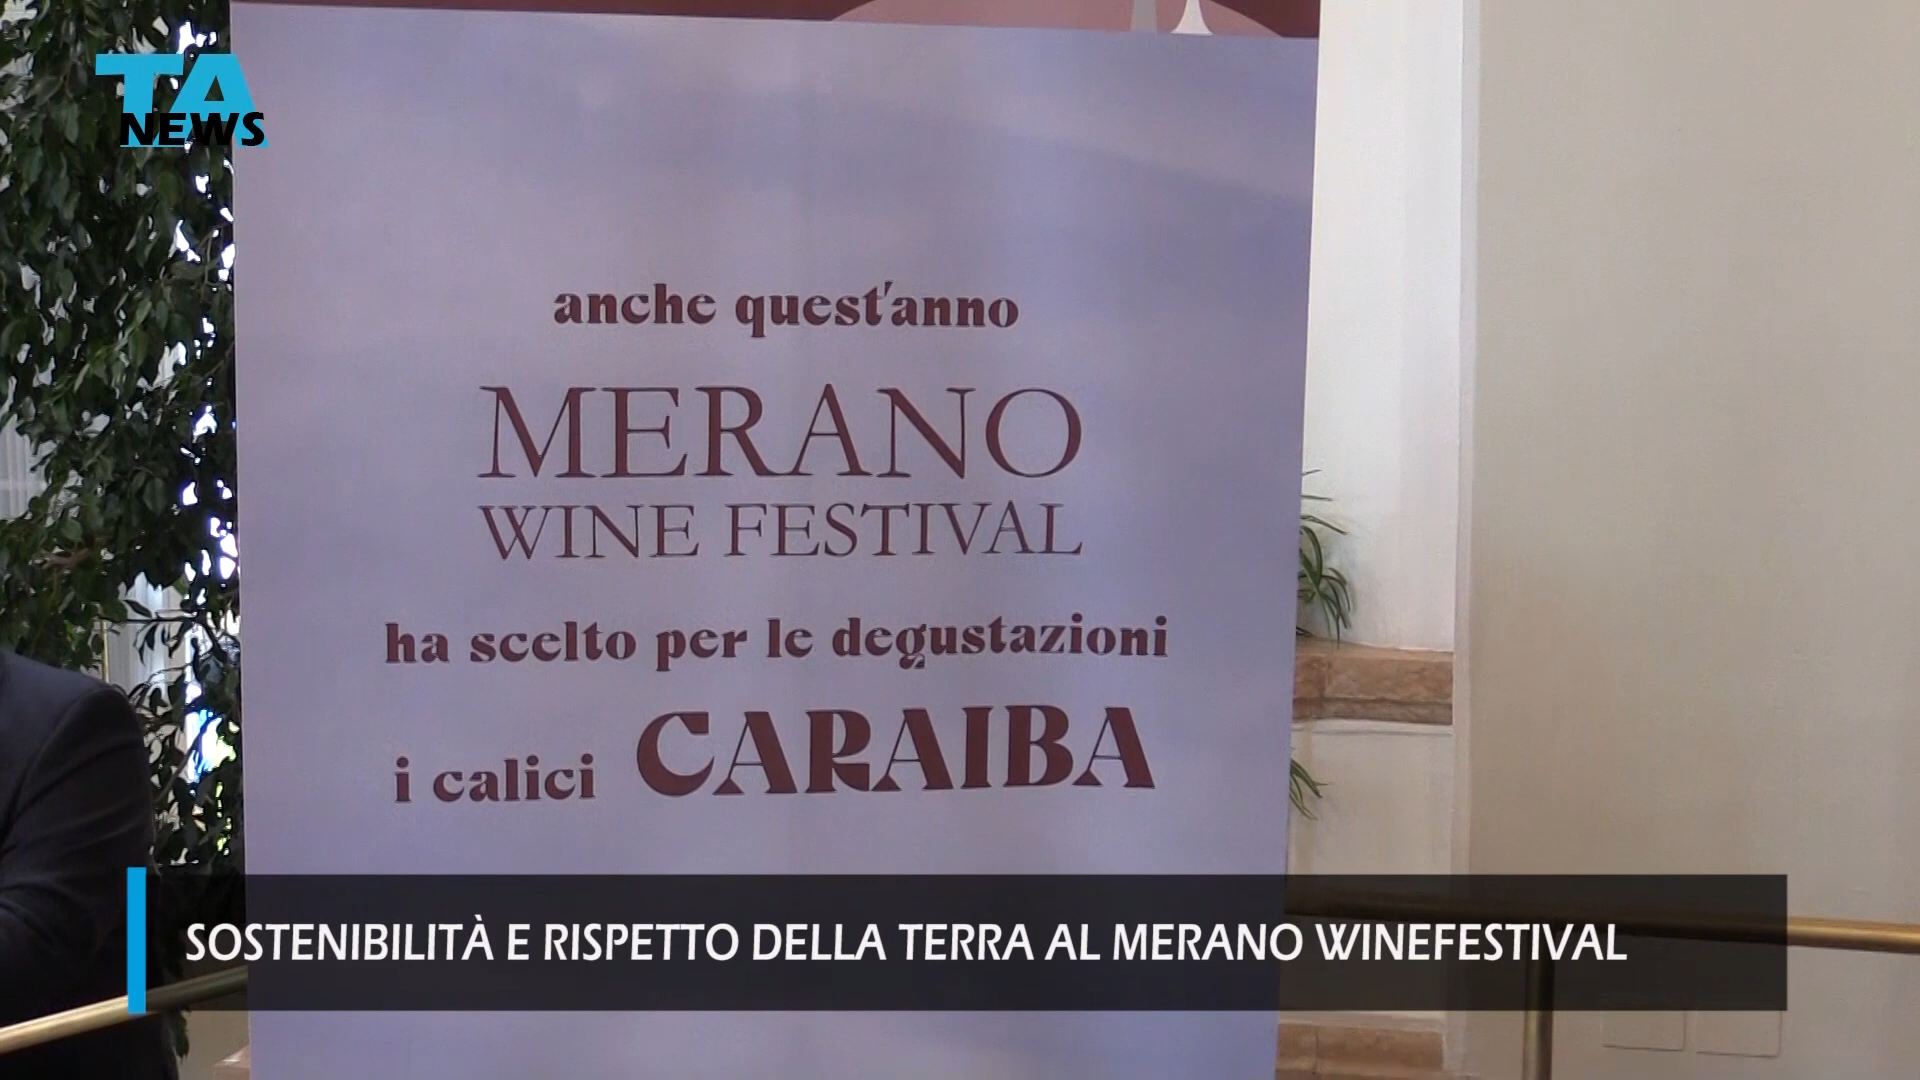 TA
NEWS
anche quest'anno
MERANO
WINE FESTIVAL
ha scelto per le degustazioni
i calici CARAIBA
SOSTENIBILITÀ E RISPETTO DELLA TERRA AL MERANO WINEFESTIVAL